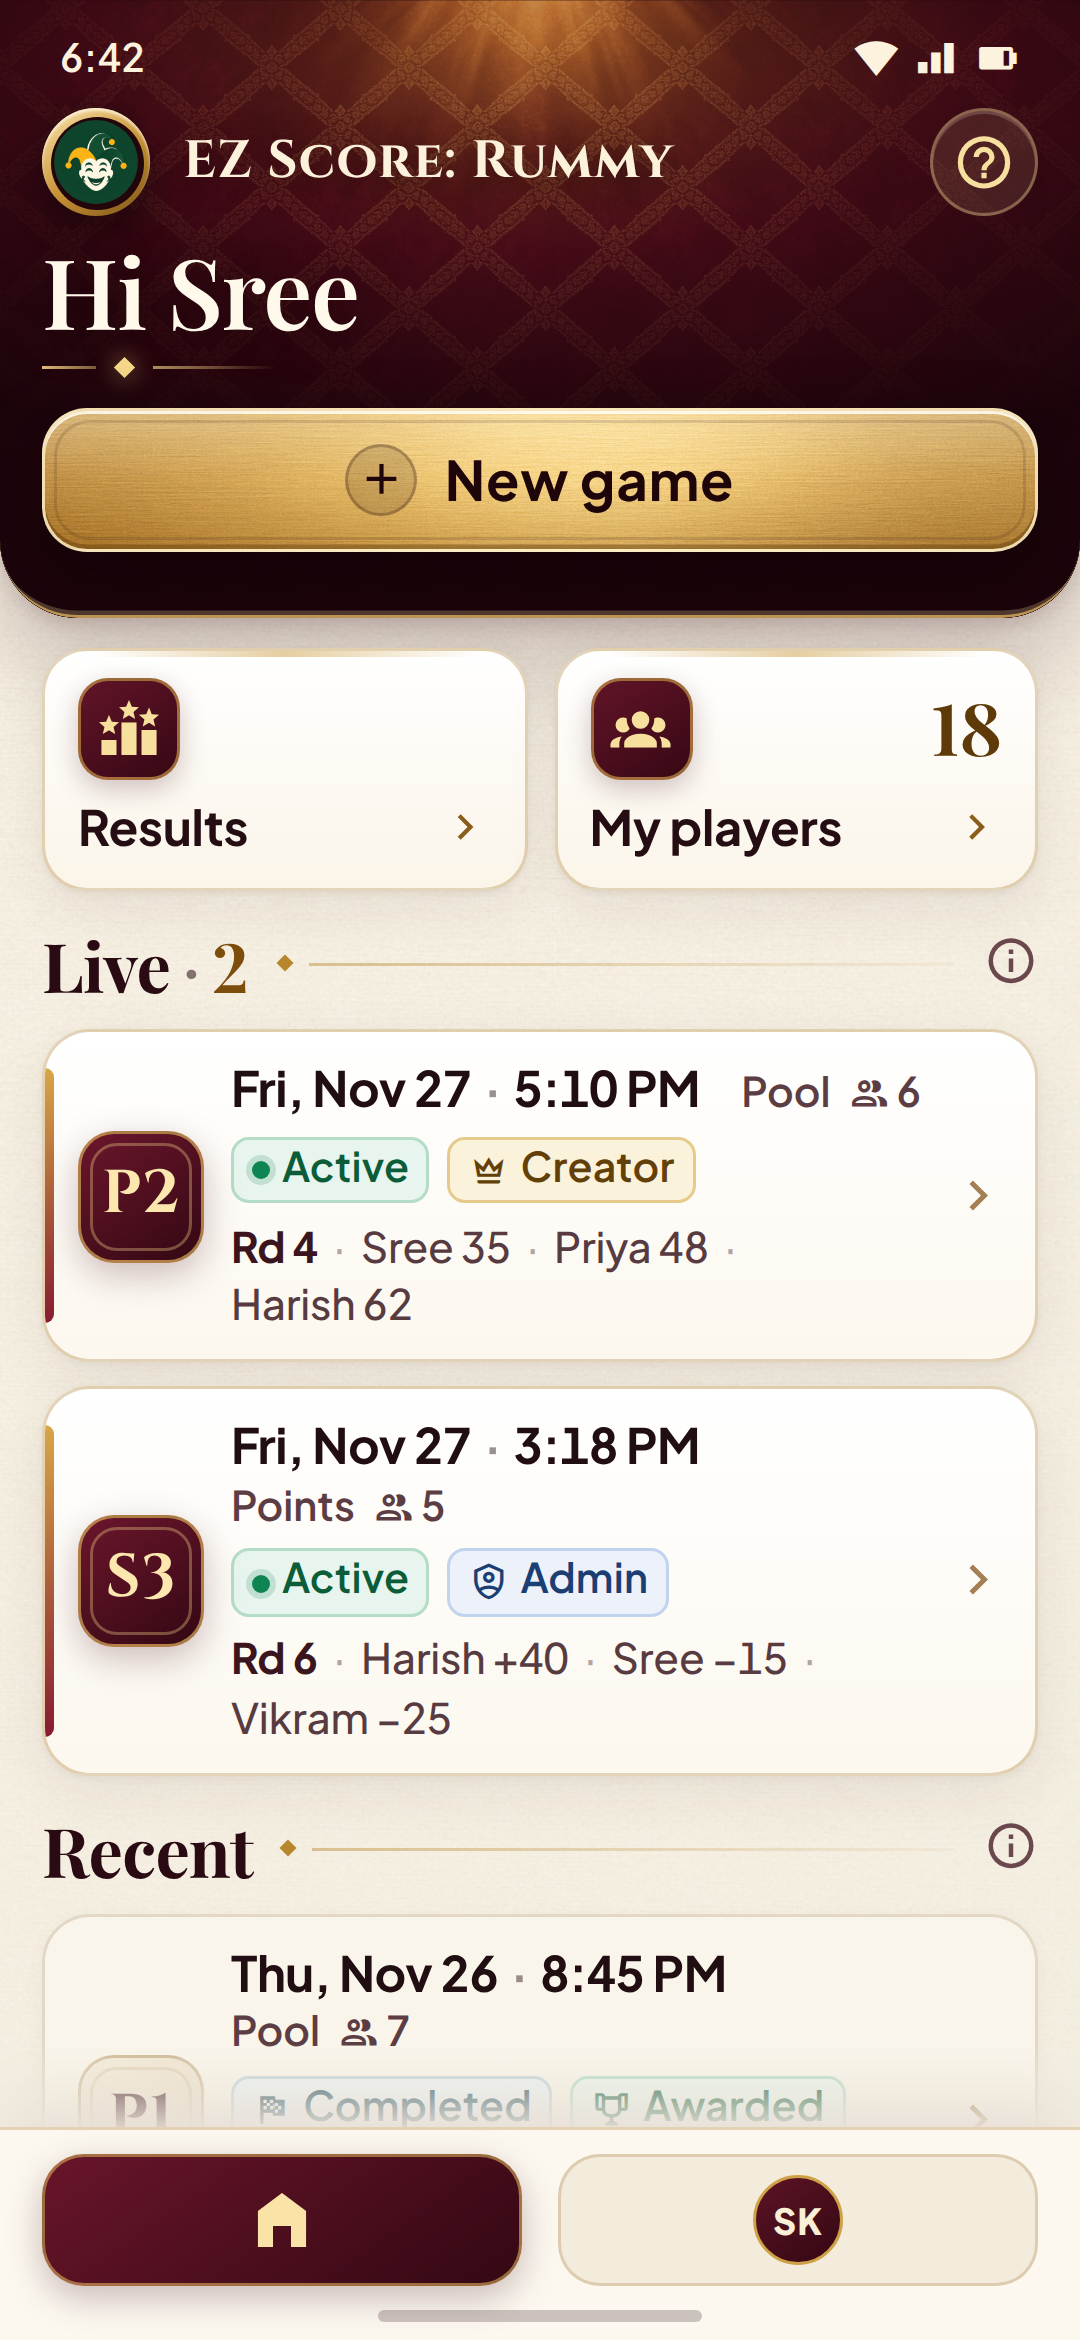 6:42
EZ Score: Rummy
Hi Sree
New game
18
Results
My players
Live · 2
Fri, Nov 27 · 5:10 PM Pool 6
P2
Active Creator
Rd 4 · Sree 35 · Priya 48 ·
Harish 62
Fri, Nov 27 · 3:18 PM
Points 5
S3
Active Admin
Rd 6 · Harish +40 · Sree −15 ·
Vikram −25
Recent
Thu, Nov 26 · 8:45 PM
Pool 7
P1
Completed Awarded
SK